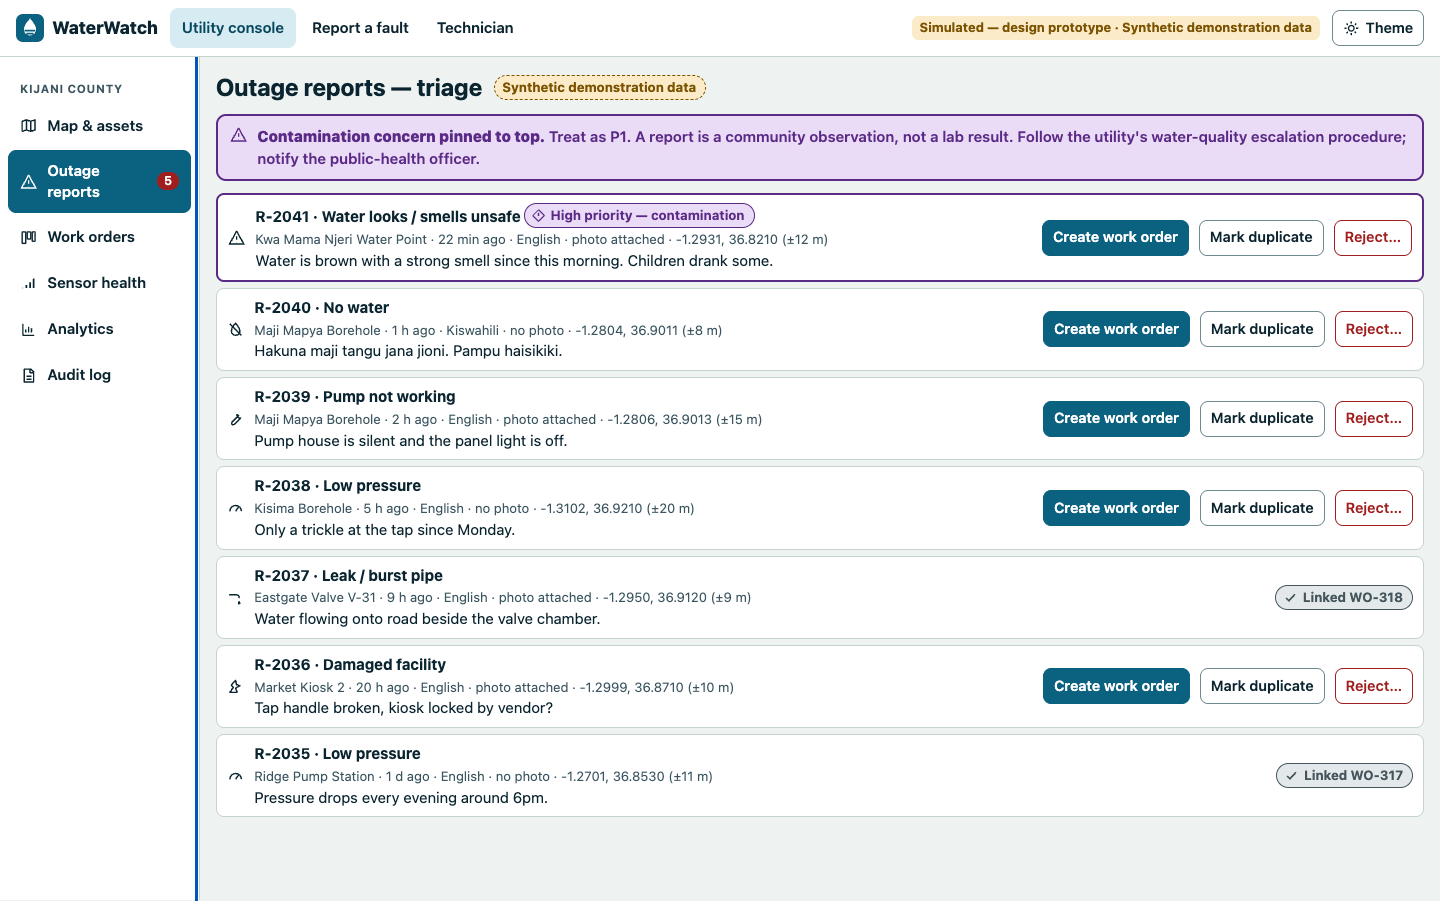 WaterWatch
Utility console
Report a fault
Technician
Simulated — design prototype · Synthetic demonstration data
Theme
KIJANI COUNTY
Map & assets
Outage reports
5
Work orders
Sensor health
Analytics
Audit log
Outage reports — triage
Synthetic demonstration data
Contamination concern pinned to top. Treat as P1. A report is a community observation, not a lab result. Follow the utility's water-quality escalation procedure;
notify the public-health officer.
R-2041 · Water looks / smells unsafe
High priority — contamination
Kwa Mama Njeri Water Point · 22 min ago · English · photo attached · -1.2931, 36.8210 (±12 m)
Water is brown with a strong smell since this morning. Children drank some.
Create work order
Mark duplicate
Reject...
R-2040 · No water
Maji Mapya Borehole · 1 h ago · Kiswahili · no photo · -1.2804, 36.9011 (±8 m)
Hakuna maji tangu jana jioni. Pampu haisikiki.
Create work order
Mark duplicate
Reject...
R-2039 · Pump not working
Maji Mapya Borehole · 2 h ago · English · photo attached · -1.2806, 36.9013 (±15 m)
Pump house is silent and the panel light is off.
Create work order
Mark duplicate
Reject...
R-2038 · Low pressure
Kisima Borehole · 5 h ago · English · no photo · -1.3102, 36.9210 (±20 m)
Only a trickle at the tap since Monday.
Create work order
Mark duplicate
Reject...
R-2037 · Leak / burst pipe
Eastgate Valve V-31 · 9 h ago · English · photo attached · -1.2950, 36.9120 (±9 m)
Water flowing onto road beside the valve chamber.
Linked WO-318
R-2036 · Damaged facility
Market Kiosk 2 · 20 h ago · English · photo attached · -1.2999, 36.8710 (±10 m)
Tap handle broken, kiosk locked by vendor?
Create work order
Mark duplicate
Reject...
R-2035 · Low pressure
Ridge Pump Station · 1 d ago · English · no photo · -1.2701, 36.8530 (±11 m)
Pressure drops every evening around 6pm.
Linked WO-317